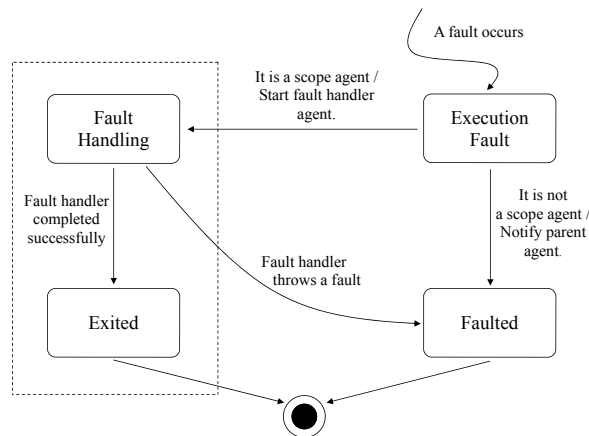 A fault occurs
It is a scope agent /
Start fault handler
agent.
Fault
Handling
Execution
Fault
Fault handler
completed
successfully
It is not
a scope agent /
Notify parent
agent.
Fault handler
throws a fault
Exited
Faulted